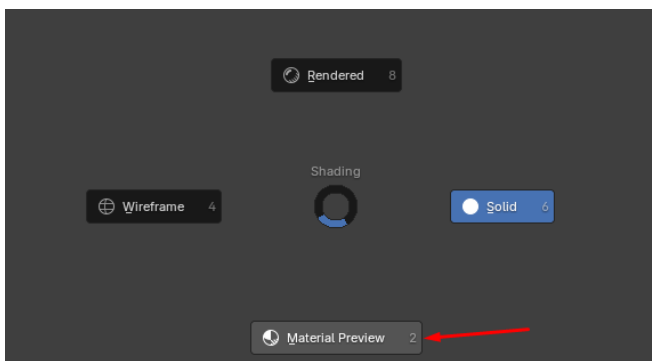 Rendered 8
Shading
Wireframe 4
Solid 6
Material Preview 2